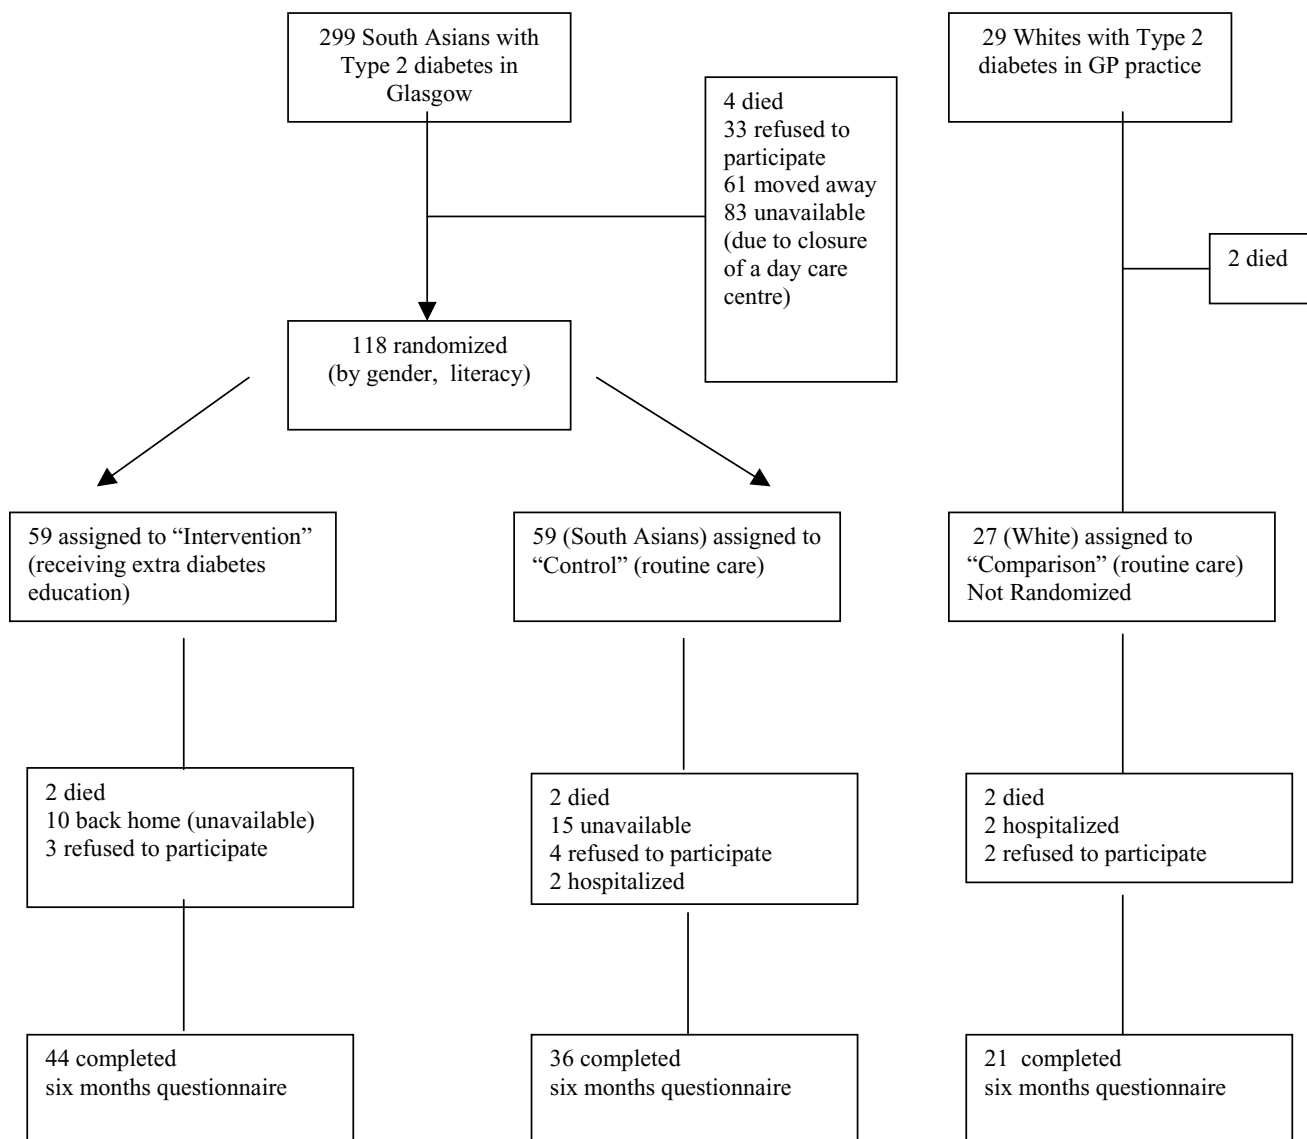 299 South Asians with
Type 2 diabetes in
Glasgow
29 Whites with Type 2
diabetes in GP practice
4 died
33 refused to
participate
61 moved away
83 unavailable
(due to closure
of a day care
centre)
2 died
118 randomized
(by gender, literacy)
59 assigned to “Intervention”
(receiving extra diabetes
education)
59 (South Asians) assigned to
“Control” (routine care)
27 (White) assigned to
“Comparison” (routine care)
Not Randomized
2 died
10 back home (unavailable)
3 refused to participate
2 died
15 unavailable
4 refused to participate
2 hospitalized
2 died
2 hospitalized
2 refused to participate
44 completed
six months questionnaire
36 completed
six months questionnaire
21 completed
six months questionnaire